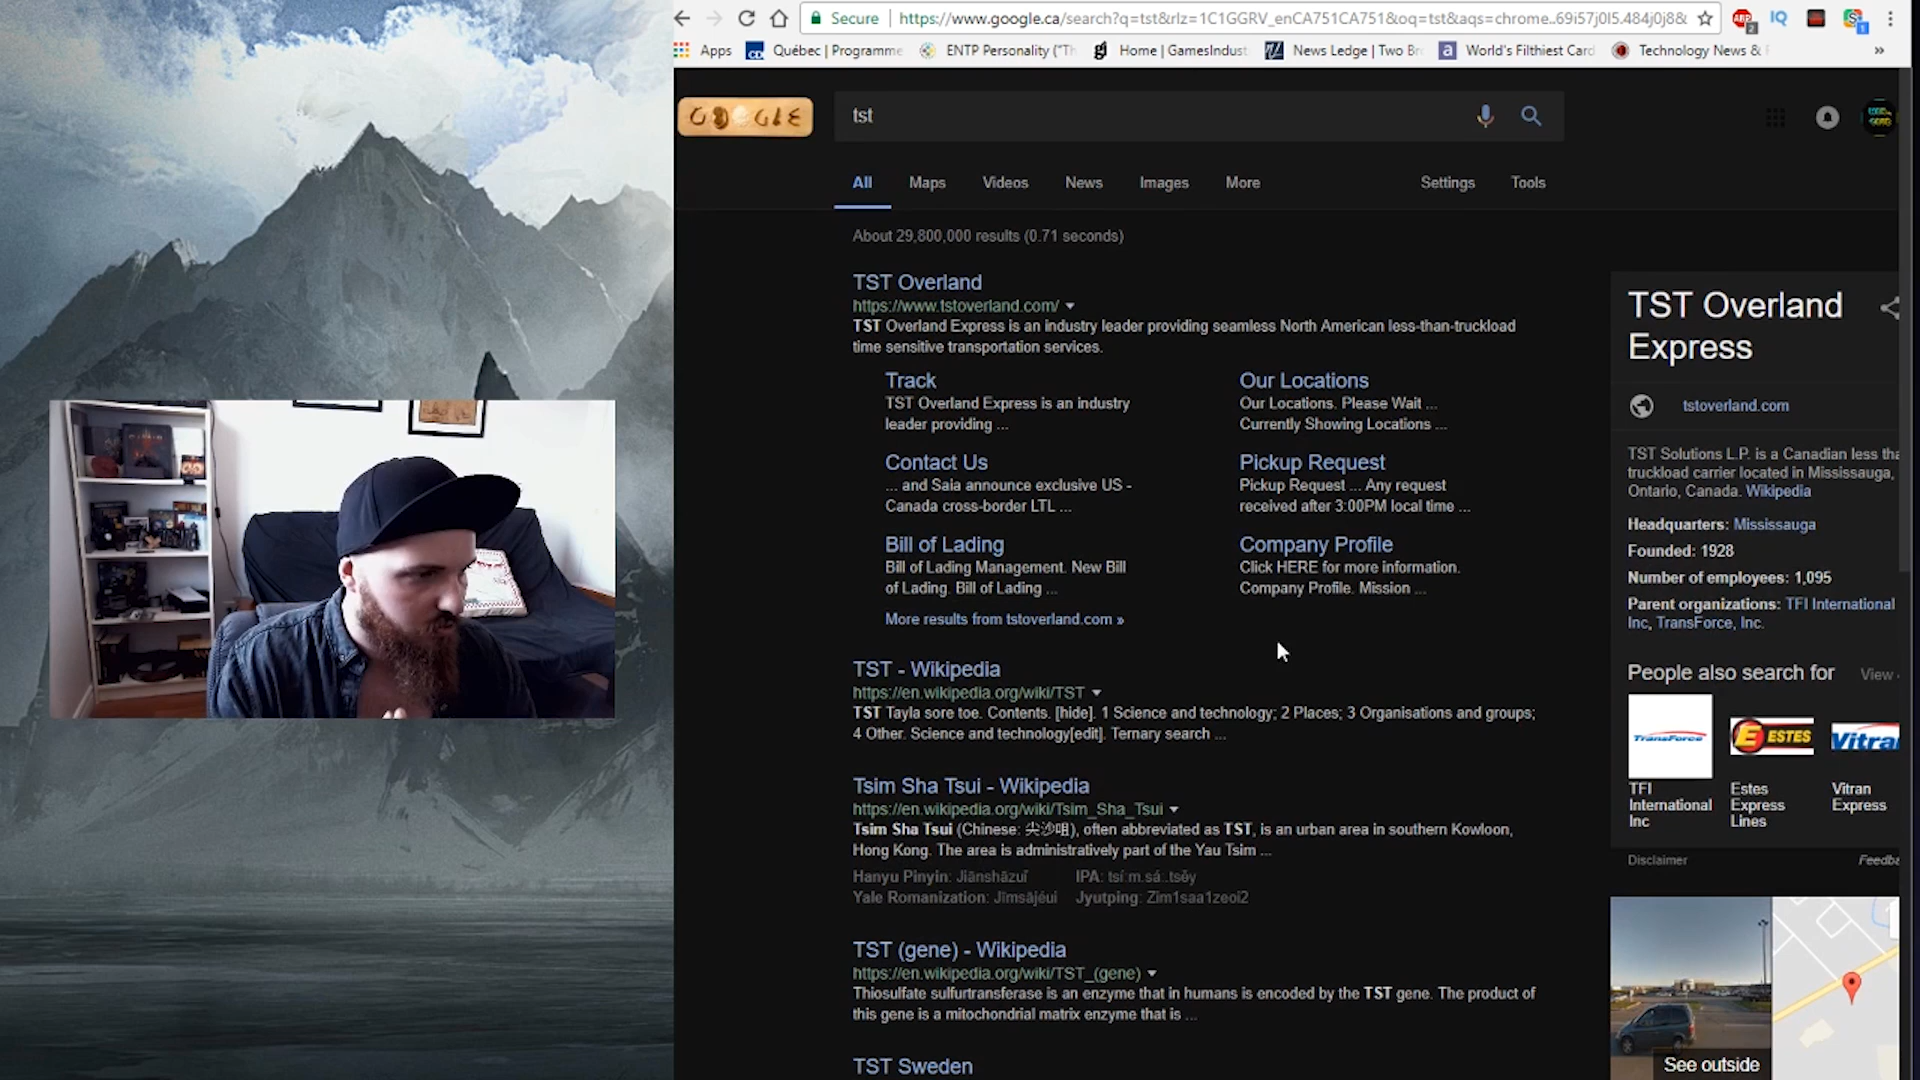 Secure
https://www.google.ca/search?q=tst&rlz=1C1GGRV_enCA751CA751&oq=tst&aqs=chrome..69i57j0l5.484j0j8&
ABP
2
IQ
S
1
Apps
Québec | Programme
ENTP Personality ("Th
Home | GamesIndust
News Ledge | Two Br
a
World's Filthiest Card
Technology News &
»
GOOGLE
tst
All
Maps
Videos
News
Images
More
Settings
Tools
About 29,800,000 results (0.71 seconds)
TST Overland
https://www.tstoverland.com/
TST Overland Express is an industry leader providing seamless North American less-than-truckload
time sensitive transportation services.
Track
TST Overland Express is an industry
leader providing ...
Our Locations
Our Locations. Please Wait ...
Currently Showing Locations ...
Contact Us
... and Saia announce exclusive US -
Canada cross-border LTL ...
Pickup Request
Pickup Request ... Any request
received after 3:00PM local time ...
Bill of Lading
Bill of Lading Management. New Bill
of Lading. Bill of Lading ...
Company Profile
Click HERE for more information.
Company Profile. Mission ...
More results from tstoverland.com »
TST - Wikipedia
https://en.wikipedia.org/wiki/TST
TST Tayla sore toe. Contents. [hide]. 1 Science and technology; 2 Places; 3 Organisations and groups;
4 Other. Science and technology[edit]. Ternary search ...
Tsim Sha Tsui - Wikipedia
https://en.wikipedia.org/wiki/Tsim_Sha_Tsui
Tsim Sha Tsui (Chinese: 尖沙咀), often abbreviated as TST, is an urban area in southern Kowloon,
Hong Kong. The area is administratively part of the Yau Tsim ...
Hanyu Pinyin: Jiānshāzuǐ
IPA: tsíːm.sáː.tsɵ̌y
Yale Romanization: Jīmsājéui
Jyutping: Zim1saa1zeoi2
TST (gene) - Wikipedia
https://en.wikipedia.org/wiki/TST_(gene)
Thiosulfate sulfurtransferase is an enzyme that in humans is encoded by the TST gene. The product of
this gene is a mitochondrial matrix enzyme that is ...
TST Sweden
TST Overland
Express
tstoverland.com
TST Solutions L.P. is a Canadian less tha
truckload carrier located in Mississauga,
Ontario, Canada. Wikipedia
Headquarters: Mississauga
Founded: 1928
Number of employees: 1,095
Parent organizations: TFI International
Inc, TransForce, Inc.
People also search for
View
TransForce
E ESTES
Vitra
TFI
International
Inc
Estes
Express
Lines
Vitran
Express
Disclaimer
Feedba
See outside